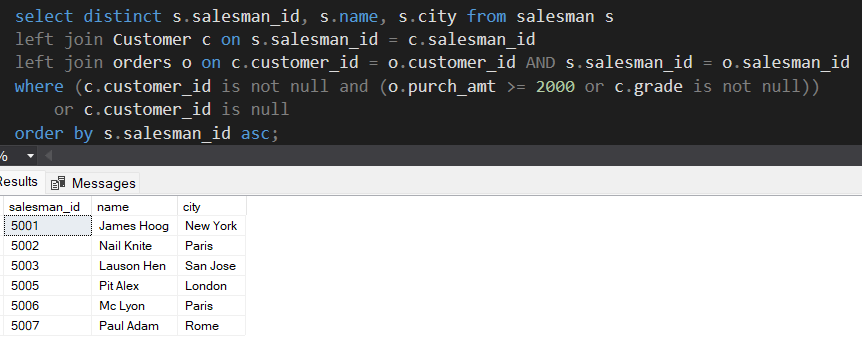 select distinct s.salesman_id, s.name, s.city from salesman s
left join Customer c on s.salesman_id = c.salesman_id
left join orders o on c.customer_id = o.customer_id AND s.salesman_id = o.salesman_id
where (c.customer_id is not null and (o.purch_amt >= 2000 or c.grade is not null))
or c.customer_id is null
order by s.salesman_id asc;
%
Results Messages
salesman_id name city
5001 James Hoog New York
5002 Nail Knite Paris
5003 Lauson Hen San Jose
5005 Pit Alex London
5006 Mc Lyon Paris
5007 Paul Adam Rome